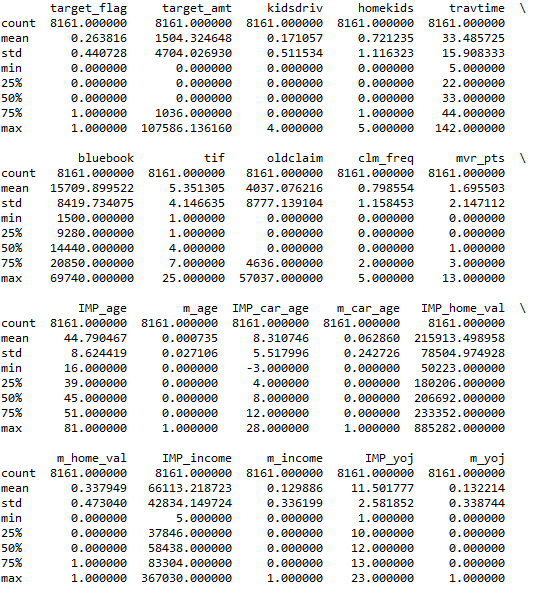 target_flag target_amt kidsdriv homekids travtime \
count 8161.000000 8161.000000 8161.000000 8161.000000 8161.000000
mean 0.263816 1504.324648 0.171057 0.721235 33.485725
std 0.440728 4704.026930 0.511534 1.116323 15.908333
min 0.000000 0.000000 0.000000 0.000000 5.000000
25% 0.000000 0.000000 0.000000 0.000000 22.000000
50% 0.000000 0.000000 0.000000 0.000000 33.000000
75% 1.000000 1036.000000 0.000000 1.000000 44.000000
max 1.000000 107586.136160 4.000000 5.000000 142.000000
bluebook tif oldclaim clm_freq mvr_pts \
count 8161.000000 8161.000000 8161.000000 8161.000000 8161.000000
mean 15709.899522 5.351305 4037.076216 0.798554 1.695503
std 8419.734075 4.146635 8777.139104 1.158453 2.147112
min 1500.000000 1.000000 0.000000 0.000000 0.000000
25% 9280.000000 1.000000 0.000000 0.000000 0.000000
50% 14440.000000 4.000000 0.000000 0.000000 1.000000
75% 20850.000000 7.000000 4636.000000 2.000000 3.000000
max 69740.000000 25.000000 57037.000000 5.000000 13.000000
IMP_age m_age IMP_car_age m_car_age IMP_home_val \
count 8161.000000 8161.000000 8161.000000 8161.000000 8161.000000
mean 44.790467 0.000735 8.310746 0.062860 215913.498958
std 8.624419 0.027106 5.517996 0.242726 78504.974928
min 16.000000 0.000000 -3.000000 0.000000 50223.000000
25% 39.000000 0.000000 4.000000 0.000000 180206.000000
50% 45.000000 0.000000 8.000000 0.000000 206692.000000
75% 51.000000 0.000000 12.000000 0.000000 233352.000000
max 81.000000 1.000000 28.000000 1.000000 885282.000000
m_home_val IMP_income m_income IMP_yoj m_yoj
count 8161.000000 8161.000000 8161.000000 8161.000000 8161.000000
mean 0.337949 66113.218723 0.129886 11.501777 0.132214
std 0.473040 42834.149724 0.336199 2.581852 0.338744
min 0.000000 5.000000 0.000000 1.000000 0.000000
25% 0.000000 37846.000000 0.000000 10.000000 0.000000
50% 0.000000 58438.000000 0.000000 12.000000 0.000000
75% 1.000000 83304.000000 0.000000 13.000000 0.000000
max 1.000000 367030.000000 1.000000 23.000000 1.000000